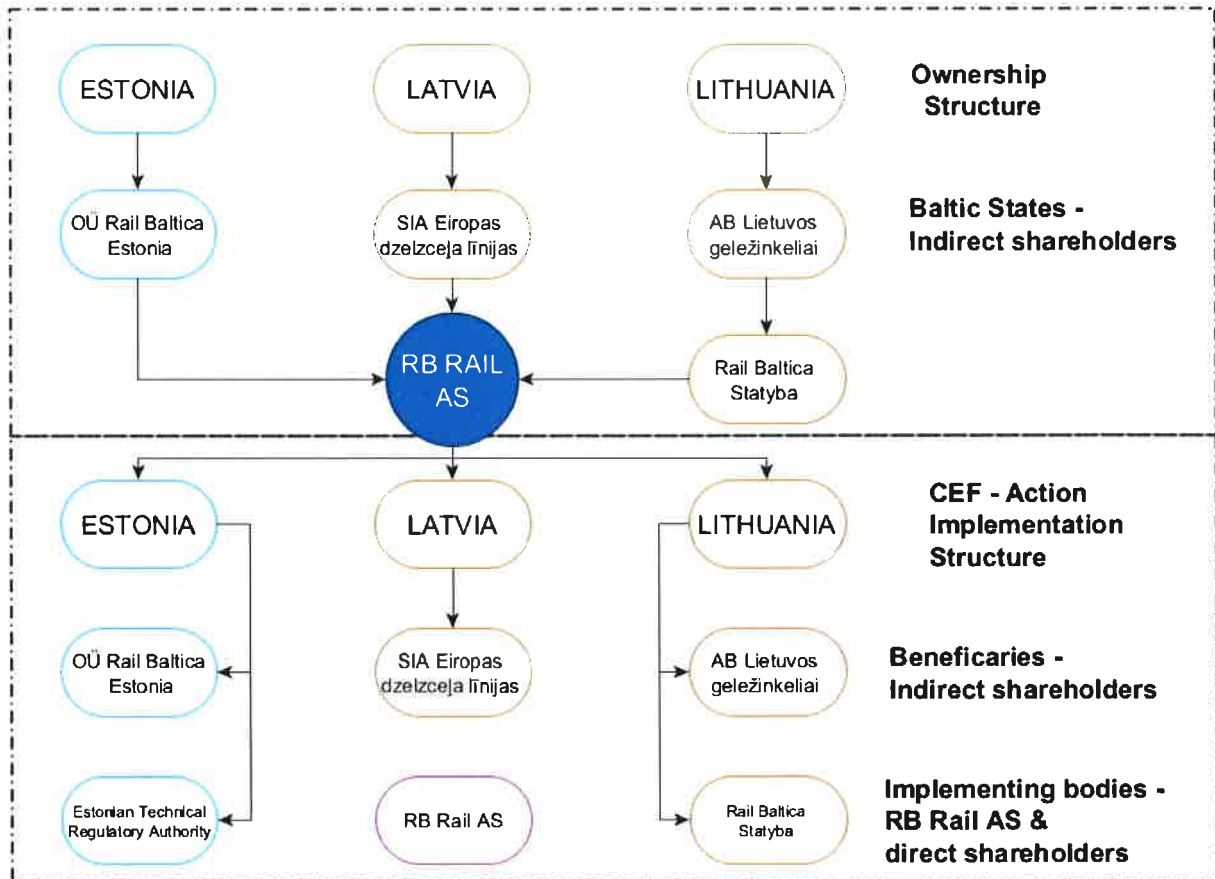 ESTONIA
LATVIA
LITHUANIA
Ownership
Structure
OÜ Rail Baltica
Estonia
SIA Eiropas
dzelzceļa līnijas
AB Lietuvos
geležinkeliai
Baltic States -
Indirect shareholders
RB RAIL
AS
Rail Baltica
Statyba
ESTONIA
LATVIA
LITHUANIA
CEF - Action
Implementation
Structure
OÜ Rail Baltica
Estonia
SIA Eiropas
dzelzceļa līnijas
AB Lietuvos
geležinkeliai
Beneficaries -
Indirect shareholders
Estonian Technical
Regulatory Authority
RB Rail AS
Rail Baltica
Statyba
Implementing bodies -
RB Rail AS &
direct shareholders